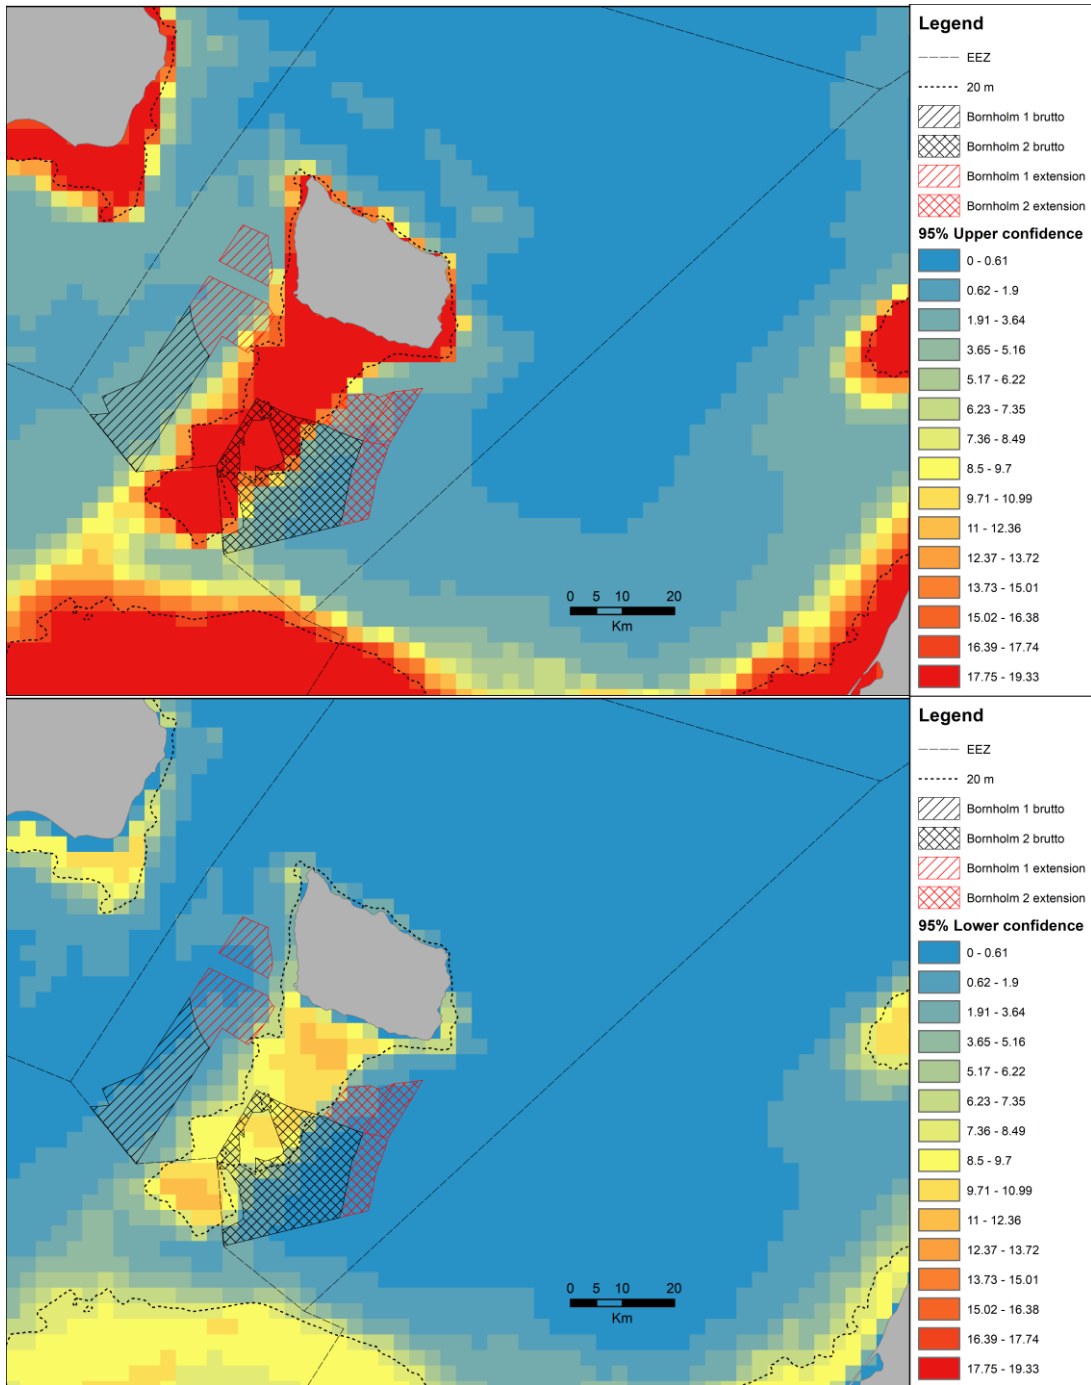 Legend
EEZ
20 m
Bornholm 1 brutto
Bornholm 2 brutto
Bornholm 1 extension
Bornholm 2 extension
95% Upper confidence
0 - 0.61
0.62 - 1.9
1.91 - 3.64
3.65 - 5.16
5.17 - 6.22
6.23 - 7.35
7.36 - 8.49
8.5 - 9.7
9.71 - 10.99
11 - 12.36
12.37 - 13.72
13.73 - 15.01
15.02 - 16.38
16.39 - 17.74
17.75 - 19.33
0 5 10 20
Km
Legend
EEZ
20 m
Bornholm 1 brutto
Bornholm 2 brutto
Bornholm 1 extension
Bornholm 2 extension
95% Lower confidence
0 - 0.61
0.62 - 1.9
1.91 - 3.64
3.65 - 5.16
5.17 - 6.22
6.23 - 7.35
7.36 - 8.49
8.5 - 9.7
9.71 - 10.99
11 - 12.36
12.37 - 13.72
13.73 - 15.01
15.02 - 16.38
16.39 - 17.74
17.75 - 19.33
0 5 10 20
Km